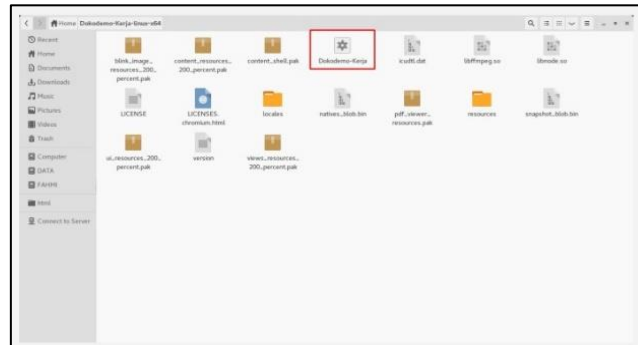 Home Dokodemo-Kerja-linux-x64
Recent
Home
Documents
Downloads
Music
Pictures
Videos
Trash
Computer
DATA
FAHMI
html
Connect to Server
blink_image_
resources_200_
percent.pak
content_resources_
200_percent.pak
content_shell.pak
Dokodemo-Kerja
icudtl.dat
libffmpeg.so
libnode.so
LICENSE
LICENSES.
chromium.html
locales
natives_blob.bin
pdf_viewer_
resources.pak
resources
snapshot_blob.bin
ui_resources_200_
percent.pak
version
views_resources_
200_percent.pak